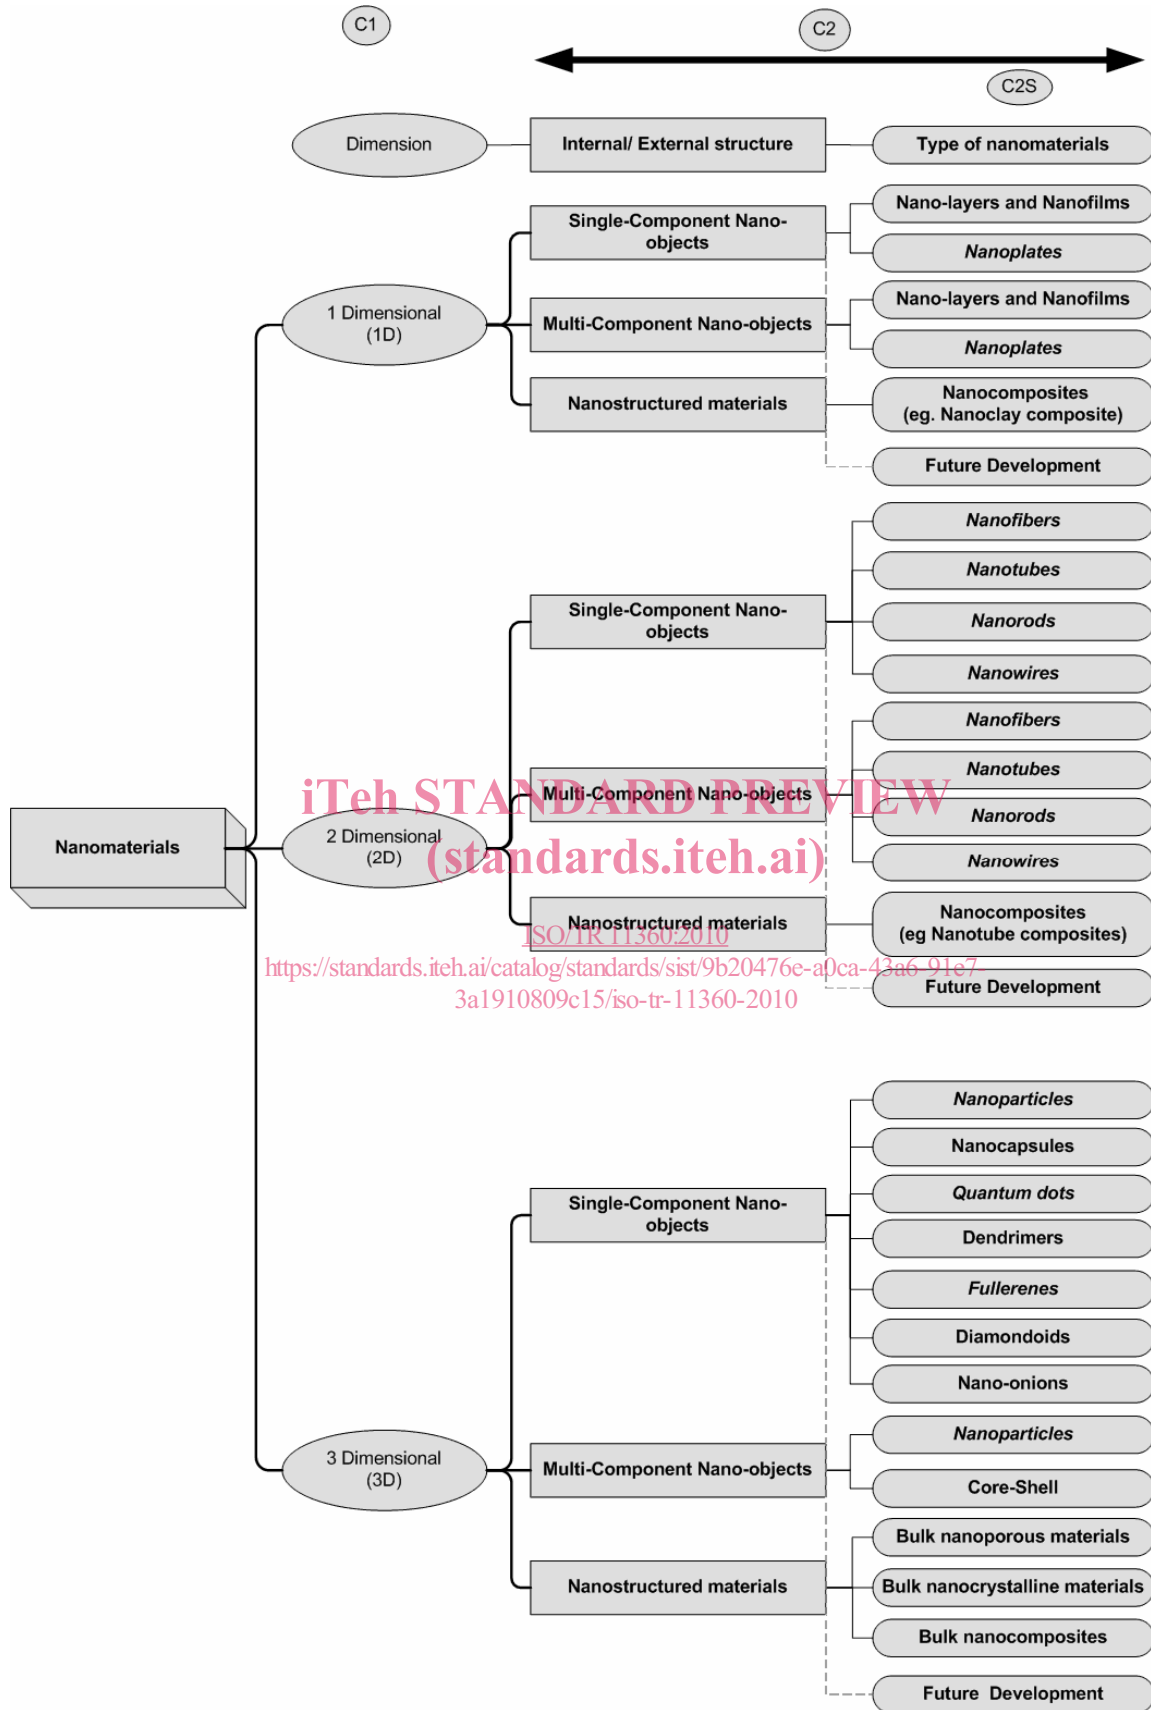 C1
C2
C2S
Dimension
Internal/ External structure
Type of nanomaterials
Nanomaterials
1 Dimensional
(1D)
Single-Component Nano-
objects
Nano-layers and Nanofilms
Nanoplates
Multi-Component Nano-objects
Nano-layers and Nanofilms
Nanoplates
Nanostructured materials
Nanocomposites
(eg. Nanoclay composite)
Future Development
2 Dimensional
(2D)
Single-Component Nano-
objects
Nanofibers
Nanotubes
Nanorods
Nanowires
Multi-Component Nano-objects
Nanofibers
Nanotubes
Nanorods
Nanowires
Nanostructured materials
Nanocomposites
(eg Nanotube composites)
Future Development
iTeh STANDARD PREVIEW
(standards.iteh.ai)
ISO/TR 11360:2010
https://standards.iteh.ai/catalog/standards/sist/9b20476e-a0ca-43a6-91e7-
3a1910809c15/iso-tr-11360-2010
3 Dimensional
(3D)
Single-Component Nano-
objects
Nanoparticles
Nanocapsules
Quantum dots
Dendrimers
Fullerenes
Diamondoids
Nano-onions
Multi-Component Nano-objects
Nanoparticles
Core-Shell
Nanostructured materials
Bulk nanoporous materials
Bulk nanocrystalline materials
Bulk nanocomposites
Future Development